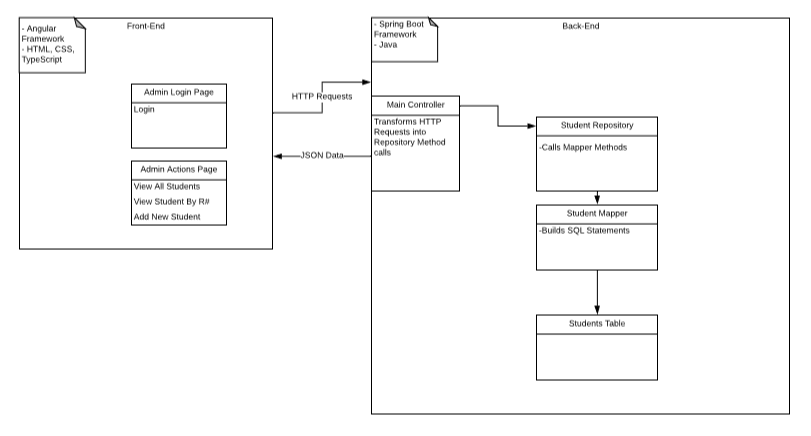 - Angular
Framework
- HTML, CSS,
TypeScript
Front-End
Admin Login Page
Login
Admin Actions Page
View All Students
View Student By R#
Add New Student
HTTP Requests
JSON Data
- Spring Boot
Framework
- Java
Back-End
Main Controller
Transforms HTTP
Requests into
Repository Method
calls
Student Repository
-Calls Mapper Methods
Student Mapper
-Builds SQL Statements
Students Table